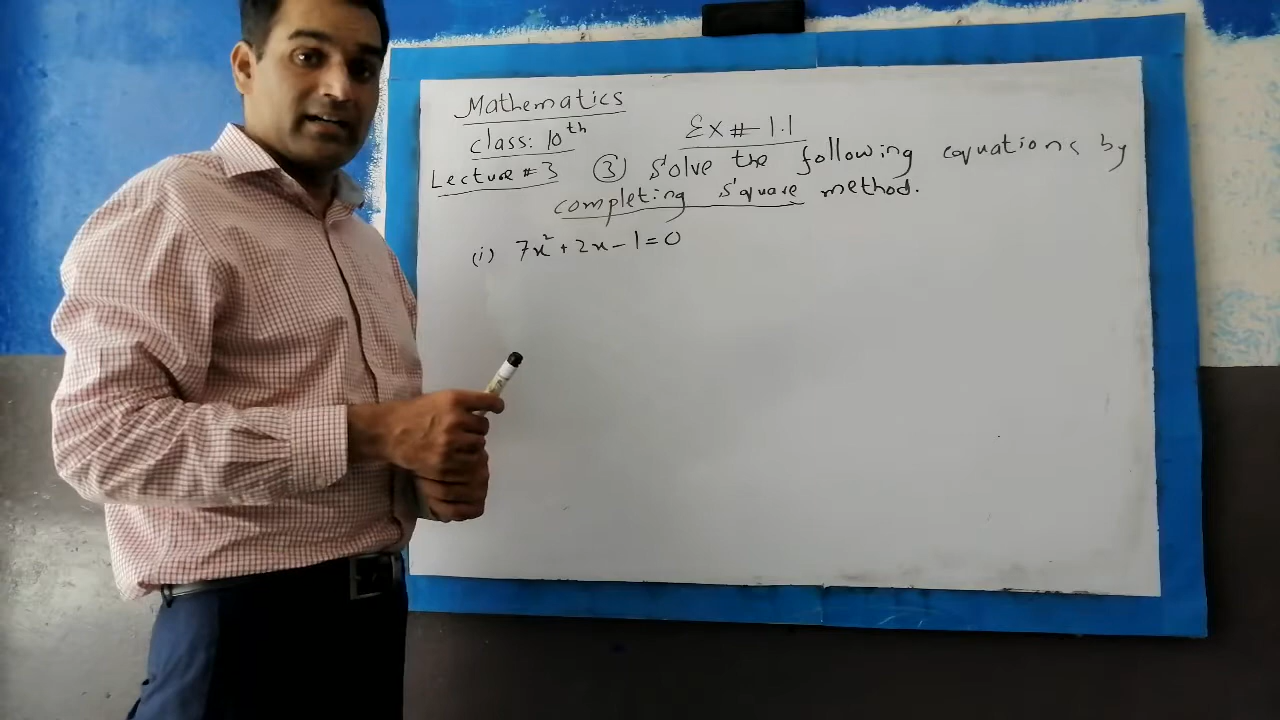 Mathematics
class: 10th
Ex # 1.1
Lecture # 3 ③ Solve the following equations by
completing square method.
(i) 7x² + 2x - 1 = 0